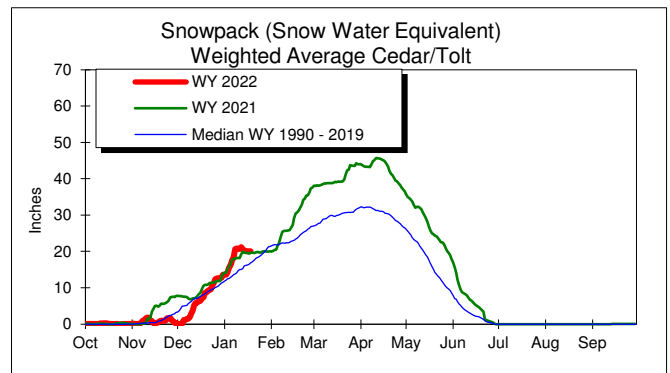 Snowpack (Snow Water Equivalent)
Weighted Average Cedar/Tolt
WY 2022
WY 2021
Median WY 1990 - 2019
Inches
70
60
50
40
30
20
10
0
Oct Nov Dec Jan Feb Mar Apr May Jun Jul Aug Sep